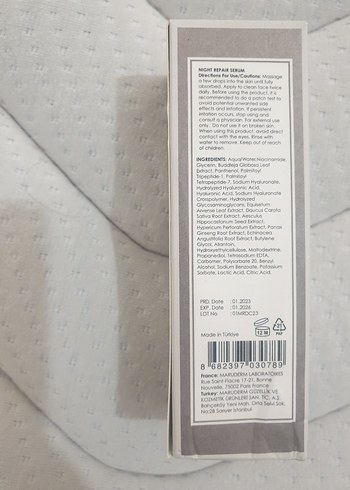 NIGHT REPAIR SERUM
Directions For Use/Cautions: Massage
a few drops into the skin until fully
absorbed. Apply to clean face twice
daily. Before using the product, it is
recommended to do a patch test to
avoid potential unwanted side
effects and irritation. If persistent
irritation occurs: stop using and
consult a physician. For external use
only. Do not use it on broken skin.
When using this product, avoid direct
contact with the eyes. Rinse with
water to remove. Keep out of reach
of children.
INGREDIENTS: Aqua/Water, Niacinamide,
Glycerin, Buddleja Globosa Leaf
Extract, Panthenol, Palmitoyl
Tripeptide-1, Palmitoyl
Tetrapeptide-7, Sodium Hyaluronate,
Hydrolyzed Hyaluronic Acid,
Hyaluronic Acid, Sodium Hyaluronate
Crosspolymer, Hydrolyzed
Glycosaminoglycans, Equisetum
Arvense Leaf Extract, Daucus Carota
Sativa Root Extract, Aesculus
Hippocastanum Seed Extract,
Hypericum Perforatum Extract, Panax
Ginseng Root Extract, Echinacea
Angustifolia Root Extract, Butylene
Glycol, Allantoin,
Hydroxyethylcellulose, Maltodextrine,
Propanediol, Tetrasodium EDTA,
Carbomer, Polysorbate 20, Benzyl
Alcohol, Sodium Benzoate, Potassium
Sorbate, Lactic Acid, Citric Acid.
PRD. Date :01.2023
EXP. Date :01.2026
LOT No :01MRDC23
Made in Türkiye
12 M
21
PAP
8 682397 030789
France: MARUDERM LABORATOIRES
Rue Saint-Fiacre 17-21, Bonne
Nouvelle, 75002 Paris France
Turkey: MARUDERM GÜZELLİK VE
KOZMETİK ÜRÜNLERİ SAN. TİC. A.Ş.
Bahçeköy Yeni Mah. Orta Seka Sok.
No:28 Sarıyer İstanbul